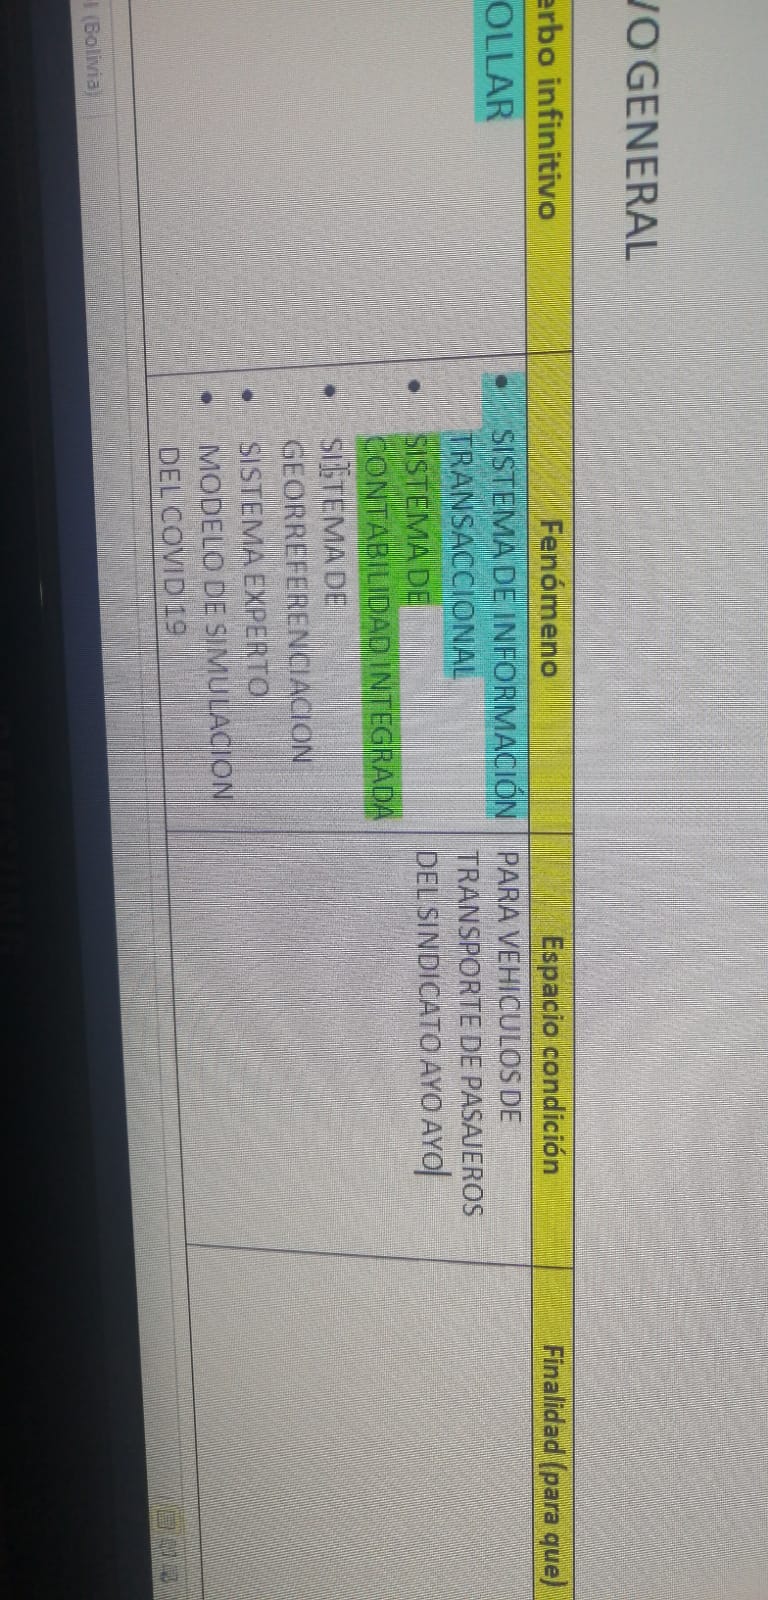 VO GENERAL
erbo infinitivo
Fenómeno
Espacio condición
Finalidad (para que)
OLLAR
• SISTEMA DE INFORMACIÓN
TRANSACCIONAL
• SISTEMA DE
CONTABILIDAD INTEGRADA
• SISTEMA DE
GEORREFERENCIACION
• SISTEMA EXPERTO
• MODELO DE SIMULACION
DEL COVID 19
PARA VEHICULOS DE
TRANSPORTE DE PASAJEROS
DEL SINDICATO AYO AYO
(Bolivia)